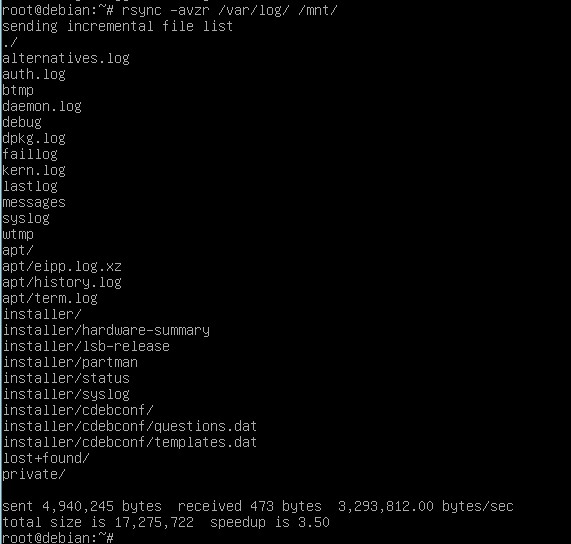 root@debian:~# rsync -avzr /var/log/ /mnt/
sending incremental file list
./
alternatives.log
auth.log
btmp
daemon.log
debug
dpkg.log
faillog
kern.log
lastlog
messages
syslog
wtmp
apt/
apt/eipp.log.xz
apt/history.log
apt/term.log
installer/
installer/hardware-summary
installer/lsb-release
installer/partman
installer/status
installer/syslog
installer/cdebconf/
installer/cdebconf/questions.dat
installer/cdebconf/templates.dat
lost+found/
private/
sent 4,940,245 bytes  received 473 bytes  3,293,812.00 bytes/sec
total size is 17,275,722  speedup is 3.50
root@debian:~#